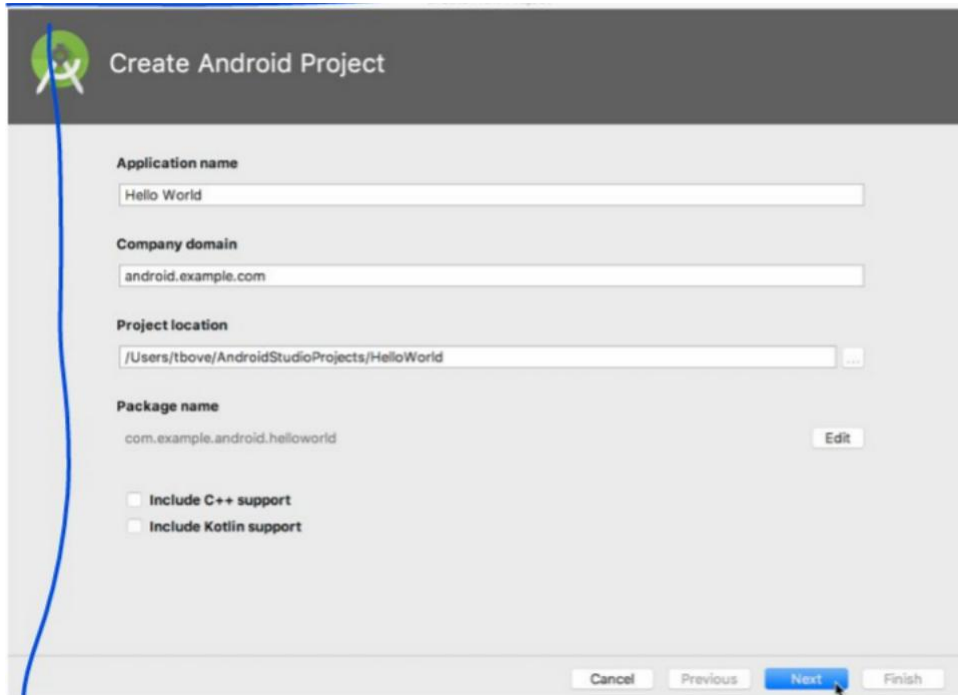 Create Android Project
Application name
Hello World
Company domain
android.example.com
Project location
/Users/tbove/AndroidStudioProjects/HelloWorld
...
Package name
com.example.android.helloworld
Edit
Include C++ support
Include Kotlin support
Cancel Previous Next Finish